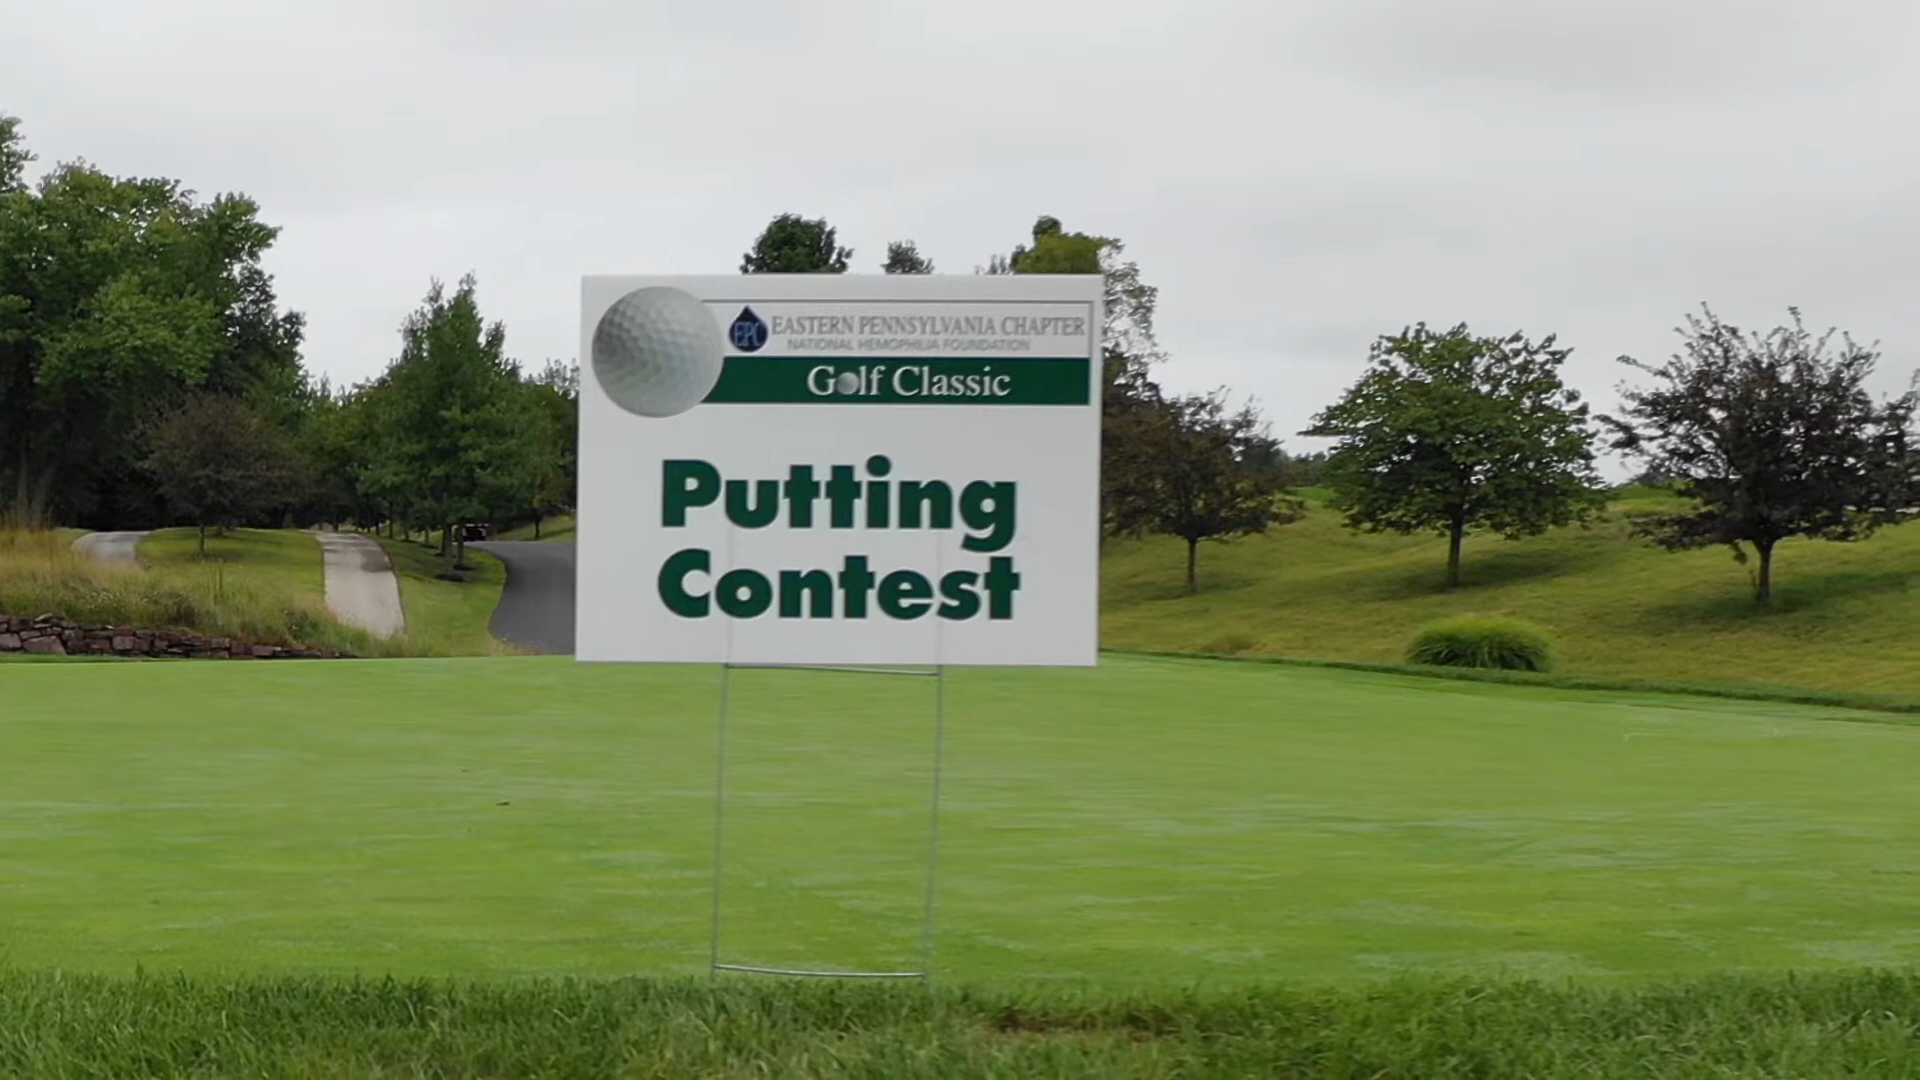 EPC
EASTERN PENNSYLVANIA CHAPTER
NATIONAL HEMOPHILIA FOUNDATION
Golf Classic
Putting
Contest